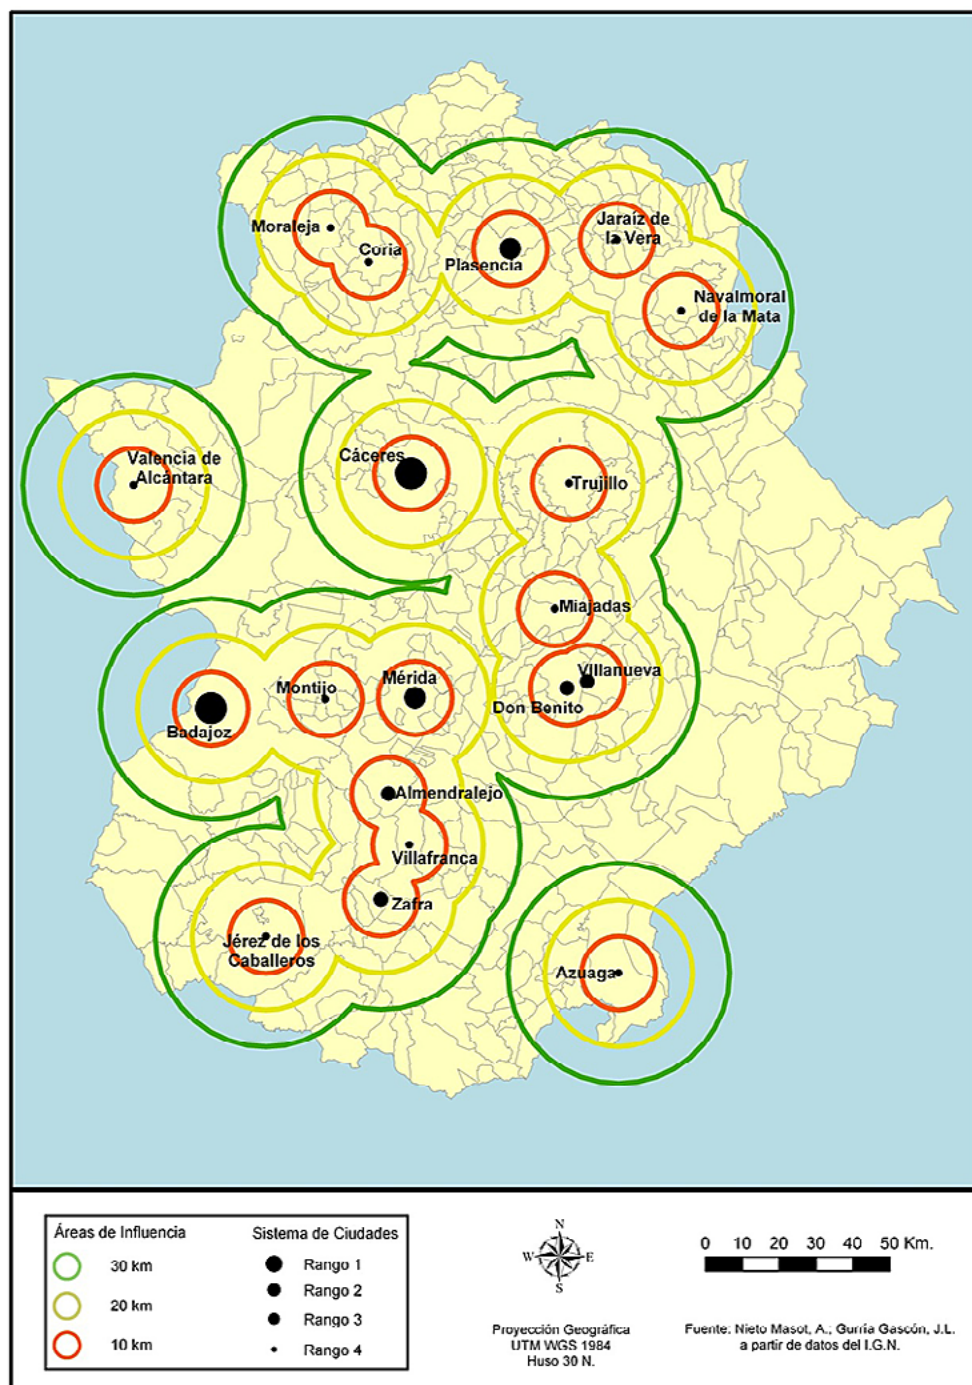 Moraleja
Coria
Plasencia
Jaraíz de
la Vera
Navalmoral
de la Mata
Valencia de
Alcántara
Cáceres
Trujillo
Miajadas
Villanueva
Don Benito
Mérida
Montijo
Badajoz
Almendralejo
Villafranca
Zafra
Jérez de los
Caballeros
Azuaga
Áreas de Influencia
30 km
20 km
10 km
Sistema de Ciudades
Rango 1
Rango 2
Rango 3
Rango 4
N
W E
S
Proyección Geográfica
UTM WGS 1984
Huso 30 N.
0 10 20 30 40 50 Km.
Fuente: Nieto Masot, A.; Gurría Gascón, J.L.
a partir de datos del I.G.N.